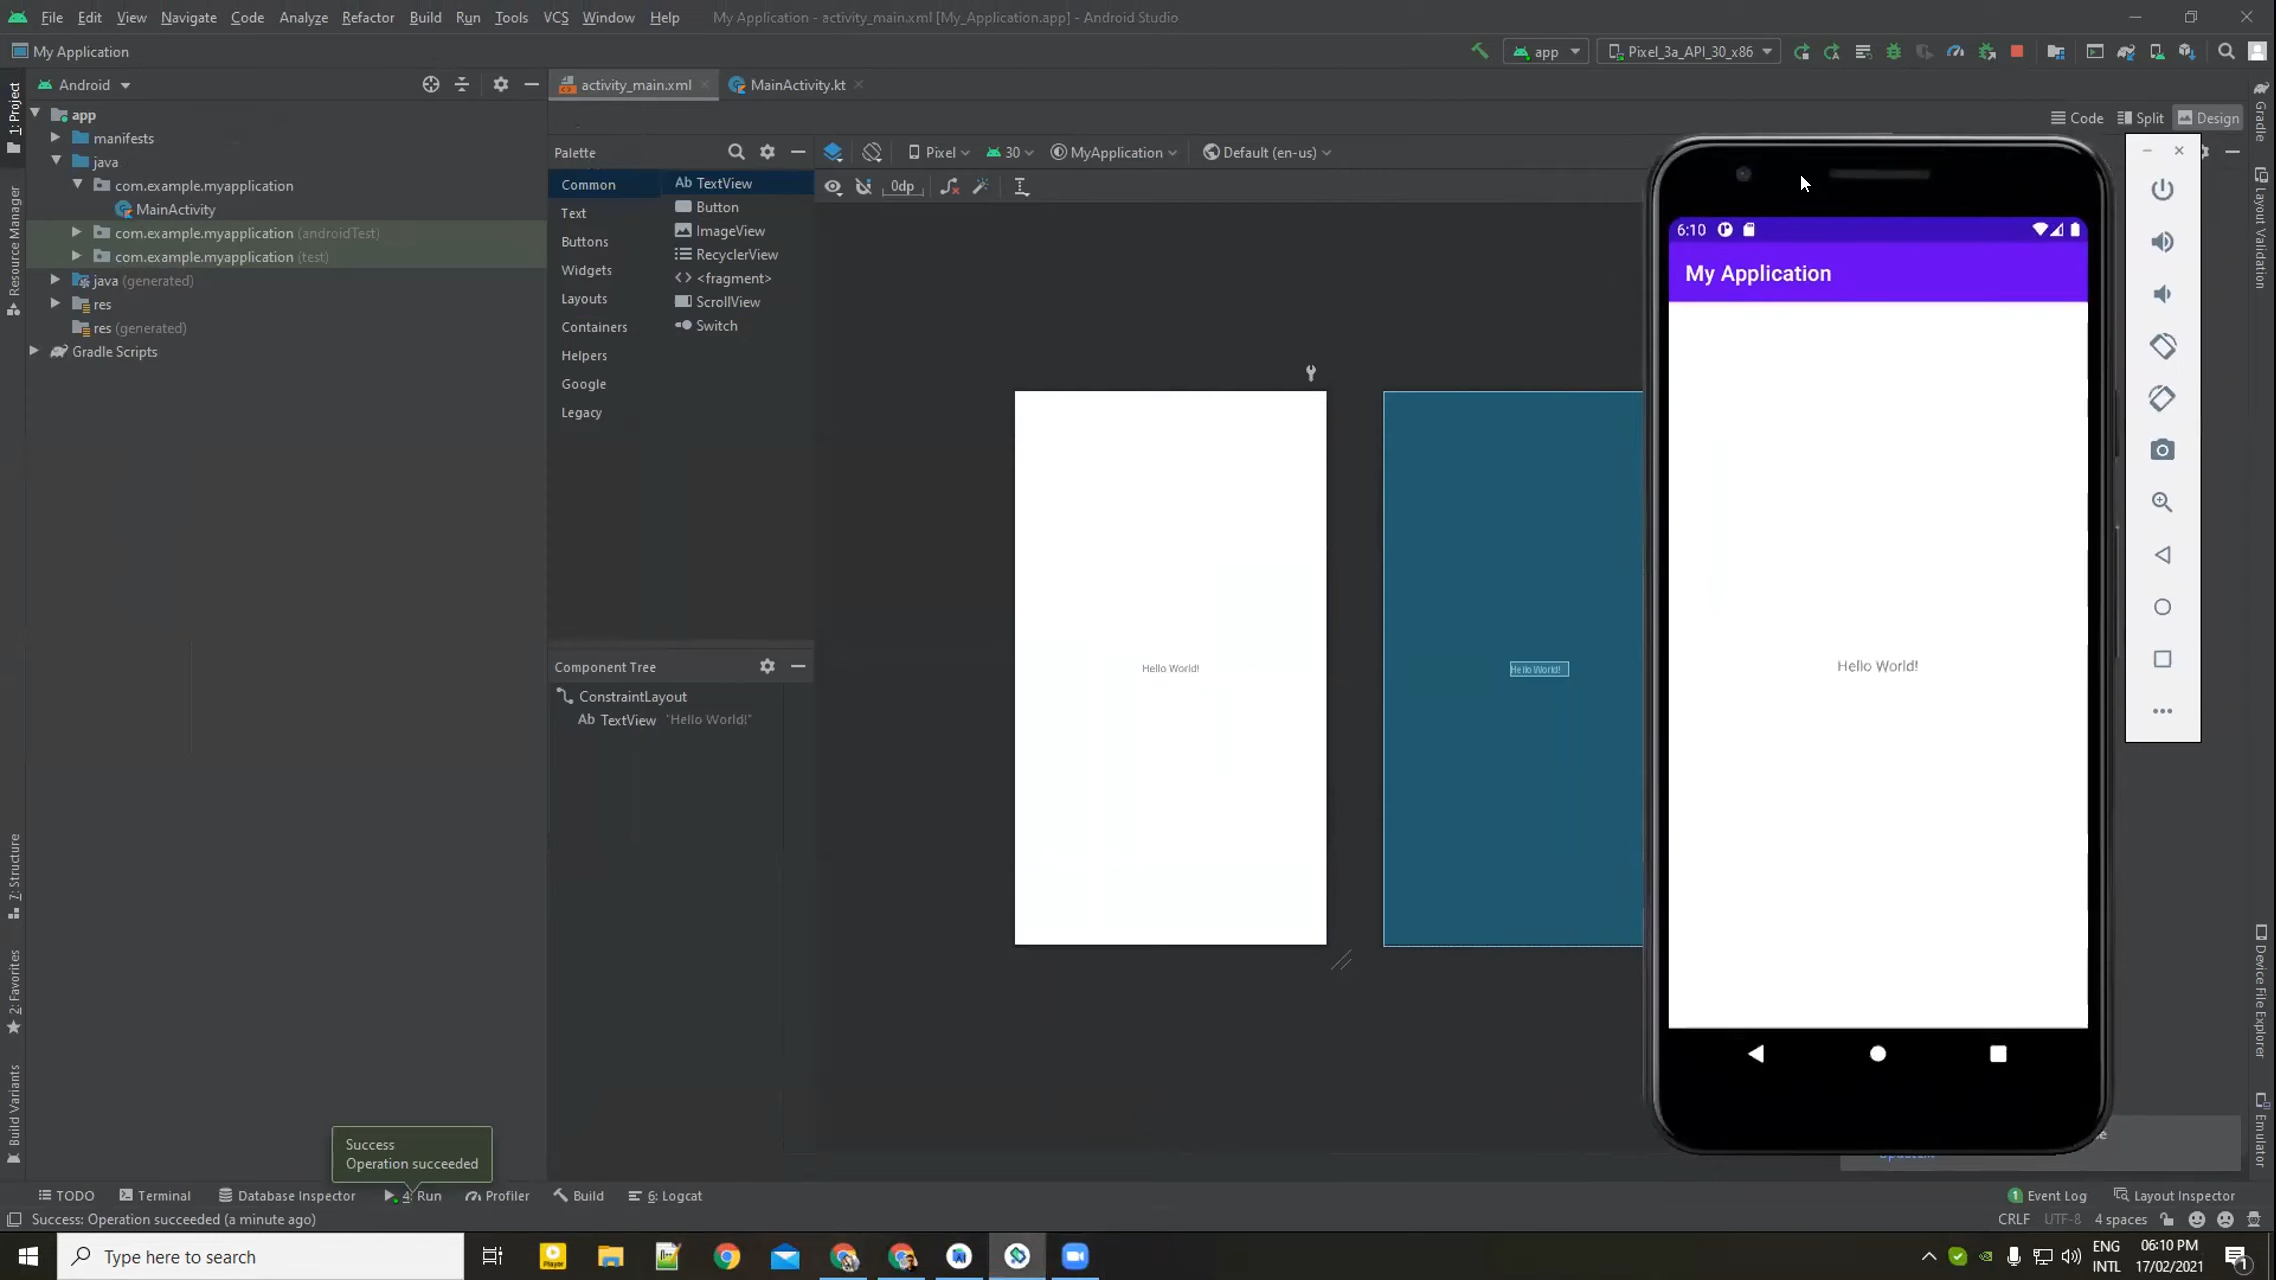 File Edit View Navigate Code Analyze Refactor Build Run Tools VCS Window Help My Application - activity_main.xml [My_Application.app] - Android Studio
My Application
app
Pixel_3a_API_30_x86
1: Project
Resource Manager
7: Structure
2: Favorites
Build Variants
Android
app
manifests
java
com.example.myapplication
MainActivity
com.example.myapplication (androidTest)
com.example.myapplication (test)
java (generated)
res
res (generated)
Gradle Scripts
activity_main.xml
MainActivity.kt
Code
Split
Design
Palette
Common
Text
Buttons
Widgets
Layouts
Containers
Helpers
Google
Legacy
Ab TextView
Button
ImageView
RecyclerView
<fragment>
ScrollView
Switch
Pixel
30
MyApplication
Default (en-us)
0dp
Component Tree
ConstraintLayout
Ab TextView "Hello World!"
Hello World!
Hello World!
6:10
My Application
Hello World!
Gradle
Layout Validation
Device File Explorer
Emulator
Success
Operation succeeded
TODO
Terminal
Database Inspector
4: Run
Profiler
Build
6: Logcat
1 Event Log
Layout Inspector
Success: Operation succeeded (a minute ago)
CRLF UTF-8 4 spaces
Type here to search
Player
ENG
INTL
06:10 PM
17/02/2021
1